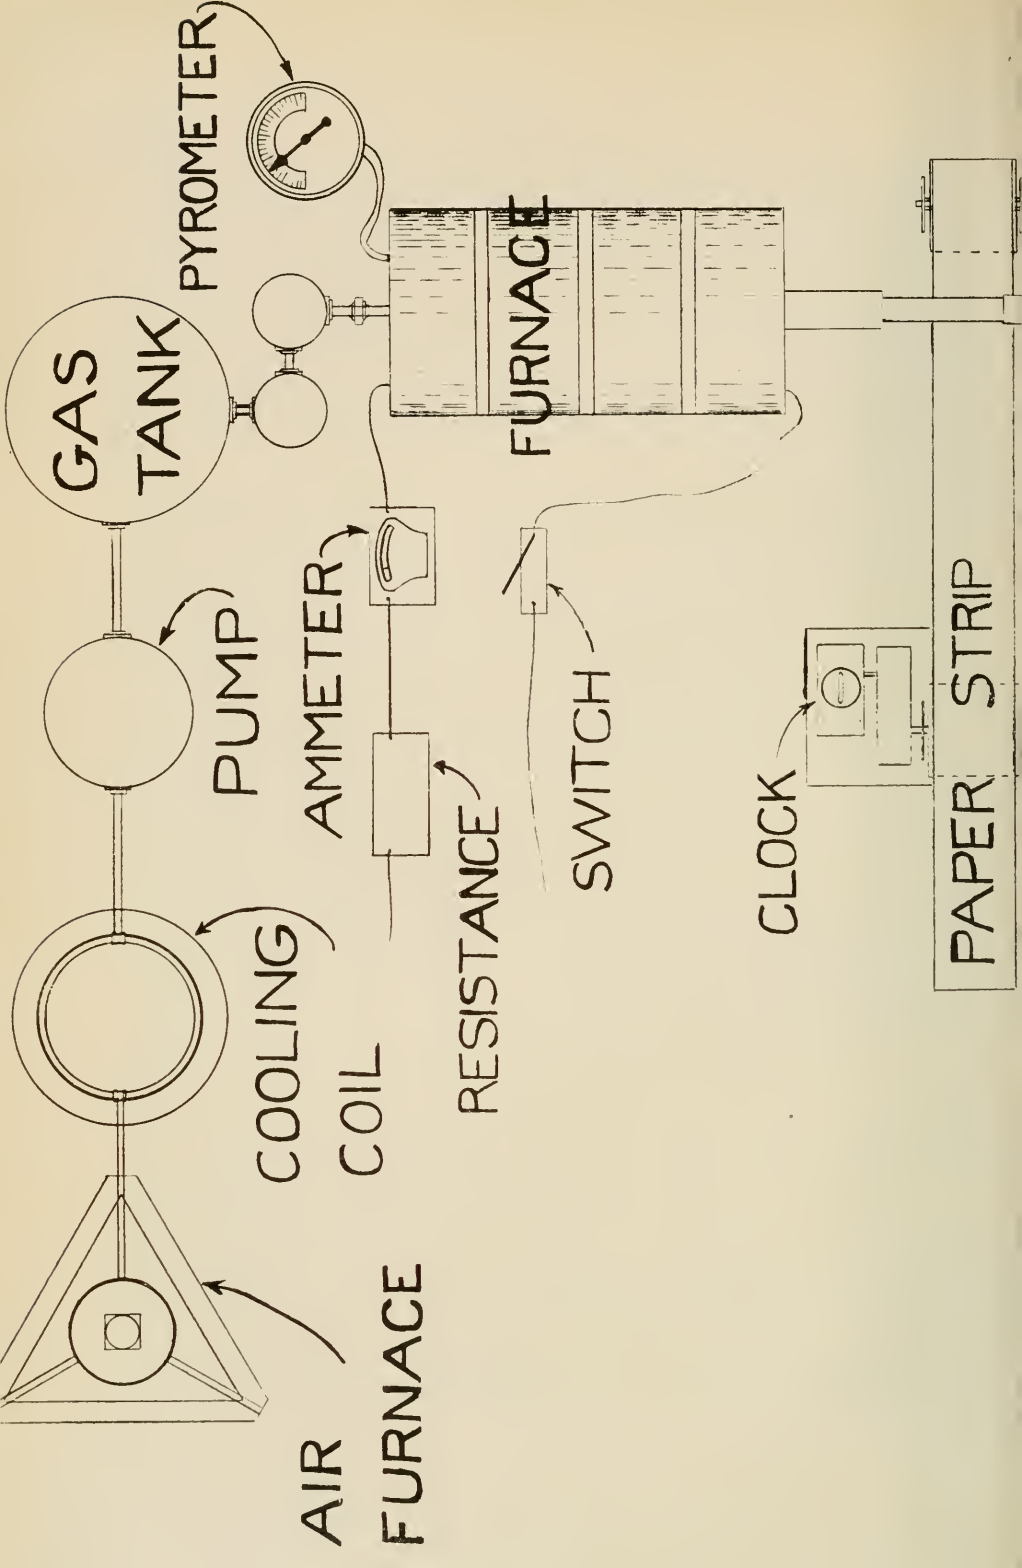 AIR
FURNACE
COOLING
COIL
PUMP
GAS
TANK
PYROMETER
AMMETER
RESISTANCE
FURNACE
SWITCH
CLOCK
PAPER STRIP